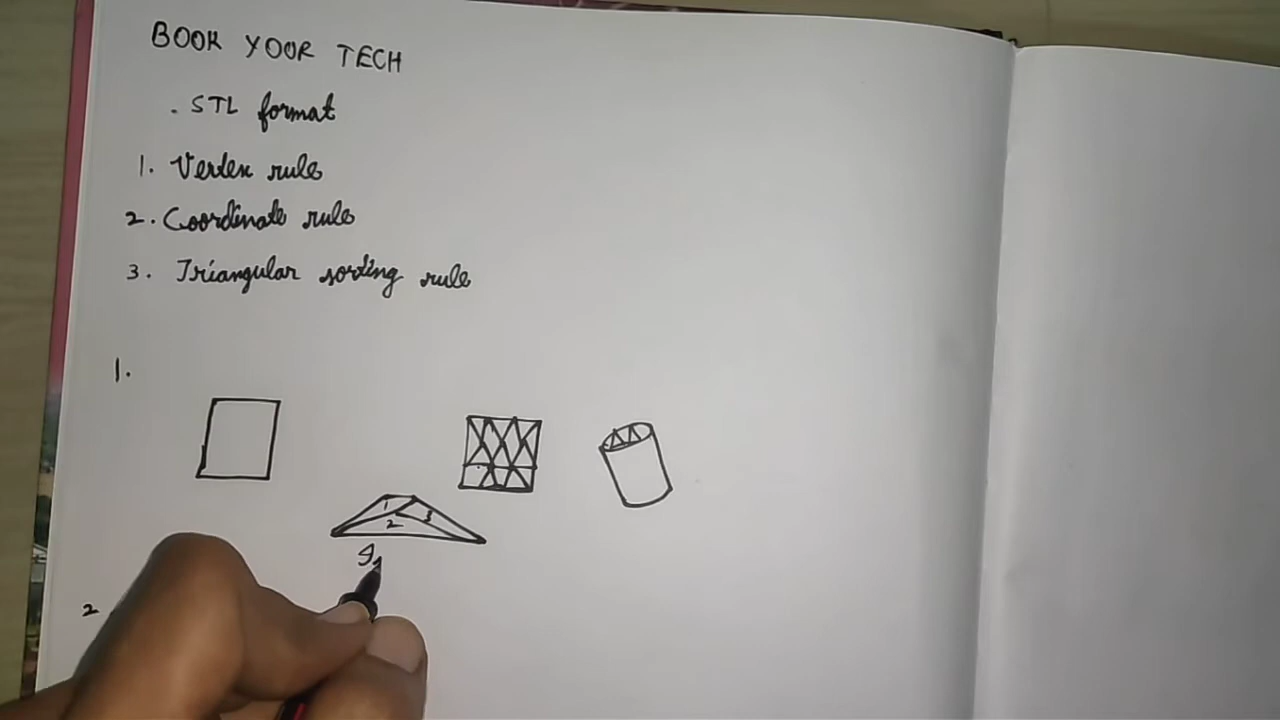 BOOK YOUR TECH
. STL format
1. Vertex rule
2. Coordinate rule
3. Triangular sorting rule
1.
1
2 3
2